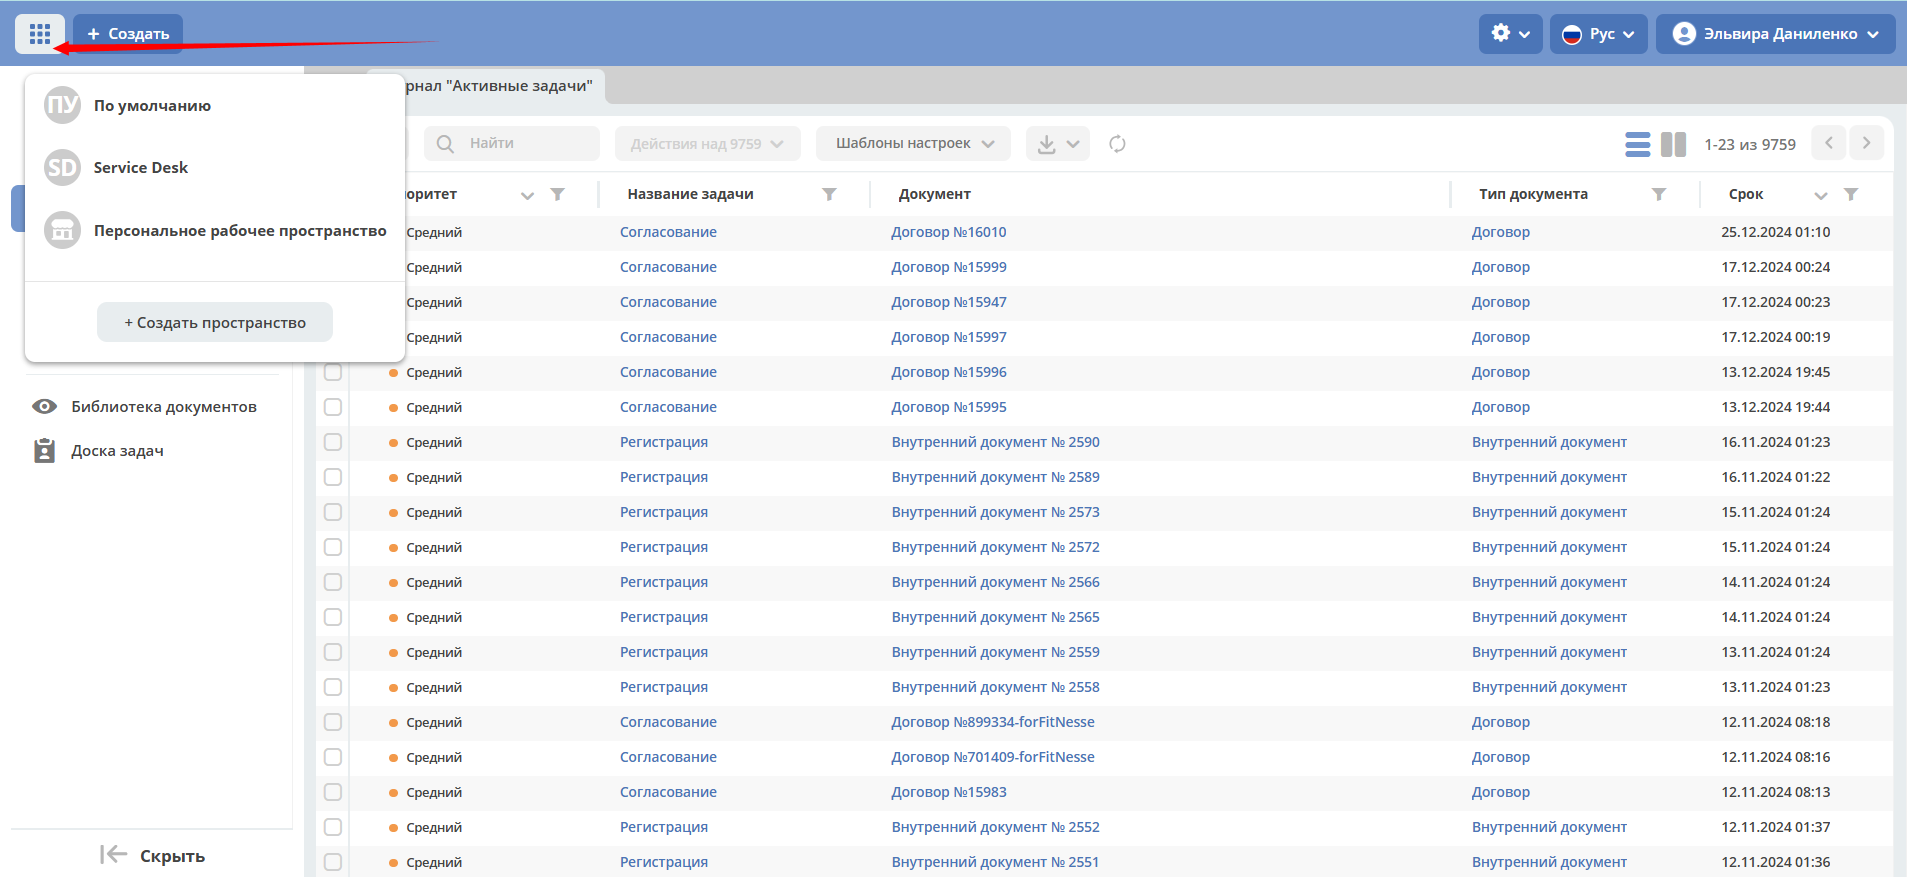 + Создать
Рус
Эльвира Даниленко
ПУ По умолчанию
SD Service Desk
Персональное рабочее пространство
+ Создать пространство
Библиотека документов
Доска задач
Скрыть
рнал "Активные задачи"
Найти
Действия над 9759
Шаблоны настроек
1-23 из 9759
оритет Название задачи Документ Тип документа Срок
Средний Согласование Договор №16010 Договор 25.12.2024 01:10
Средний Согласование Договор №15999 Договор 17.12.2024 00:24
Средний Согласование Договор №15947 Договор 17.12.2024 00:23
Средний Согласование Договор №15997 Договор 17.12.2024 00:19
Средний Согласование Договор №15996 Договор 13.12.2024 19:45
Средний Согласование Договор №15995 Договор 13.12.2024 19:44
Средний Регистрация Внутренний документ № 2590 Внутренний документ 16.11.2024 01:23
Средний Регистрация Внутренний документ № 2589 Внутренний документ 16.11.2024 01:22
Средний Регистрация Внутренний документ № 2573 Внутренний документ 15.11.2024 01:24
Средний Регистрация Внутренний документ № 2572 Внутренний документ 15.11.2024 01:24
Средний Регистрация Внутренний документ № 2566 Внутренний документ 14.11.2024 01:24
Средний Регистрация Внутренний документ № 2565 Внутренний документ 14.11.2024 01:24
Средний Регистрация Внутренний документ № 2559 Внутренний документ 13.11.2024 01:24
Средний Регистрация Внутренний документ № 2558 Внутренний документ 13.11.2024 01:23
Средний Согласование Договор №899334-forFitNesse Договор 12.11.2024 08:18
Средний Согласование Договор №701409-forFitNesse Договор 12.11.2024 08:16
Средний Согласование Договор №15983 Договор 12.11.2024 08:13
Средний Регистрация Внутренний документ № 2552 Внутренний документ 12.11.2024 01:37
Средний Регистрация Внутренний документ № 2551 Внутренний документ 12.11.2024 01:36